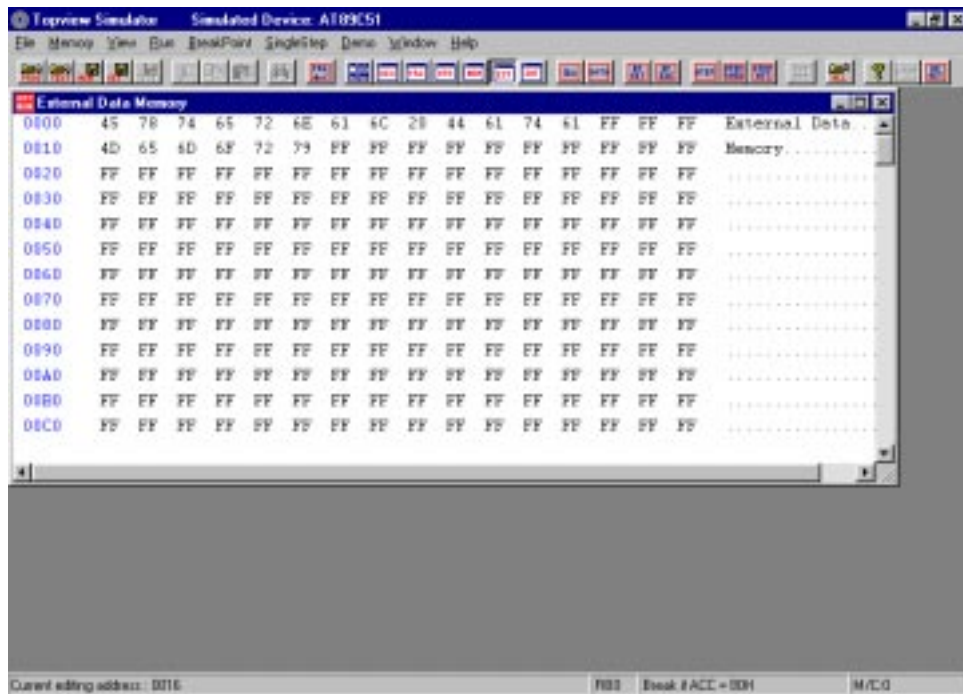 Topview Simulator Simulated Device: AT89C51
File Memory View Run BreakPoint SingleStep Demo Window Help
External Data Memory
0000 45 78 74 65 72 6E 61 6C 20 44 61 74 61 FF FF FF External Data...
0010 4D 65 6D 6F 72 79 FF FF FF FF FF FF FF FF FF FF Memory..........
0020 FF FF FF FF FF FF FF FF FF FF FF FF FF FF FF FF ................
0030 FF FF FF FF FF FF FF FF FF FF FF FF FF FF FF FF ................
0040 FF FF FF FF FF FF FF FF FF FF FF FF FF FF FF FF ................
0050 FF FF FF FF FF FF FF FF FF FF FF FF FF FF FF FF ................
0060 FF FF FF FF FF FF FF FF FF FF FF FF FF FF FF FF ................
0070 FF FF FF FF FF FF FF FF FF FF FF FF FF FF FF FF ................
0080 FF FF FF FF FF FF FF FF FF FF FF FF FF FF FF FF ................
0090 FF FF FF FF FF FF FF FF FF FF FF FF FF FF FF FF ................
00A0 FF FF FF FF FF FF FF FF FF FF FF FF FF FF FF FF ................
00B0 FF FF FF FF FF FF FF FF FF FF FF FF FF FF FF FF ................
00C0 FF FF FF FF FF FF FF FF FF FF FF FF FF FF FF FF ................
Current editing address : 0016 RB0 Break if ACC = 00H M/C:0